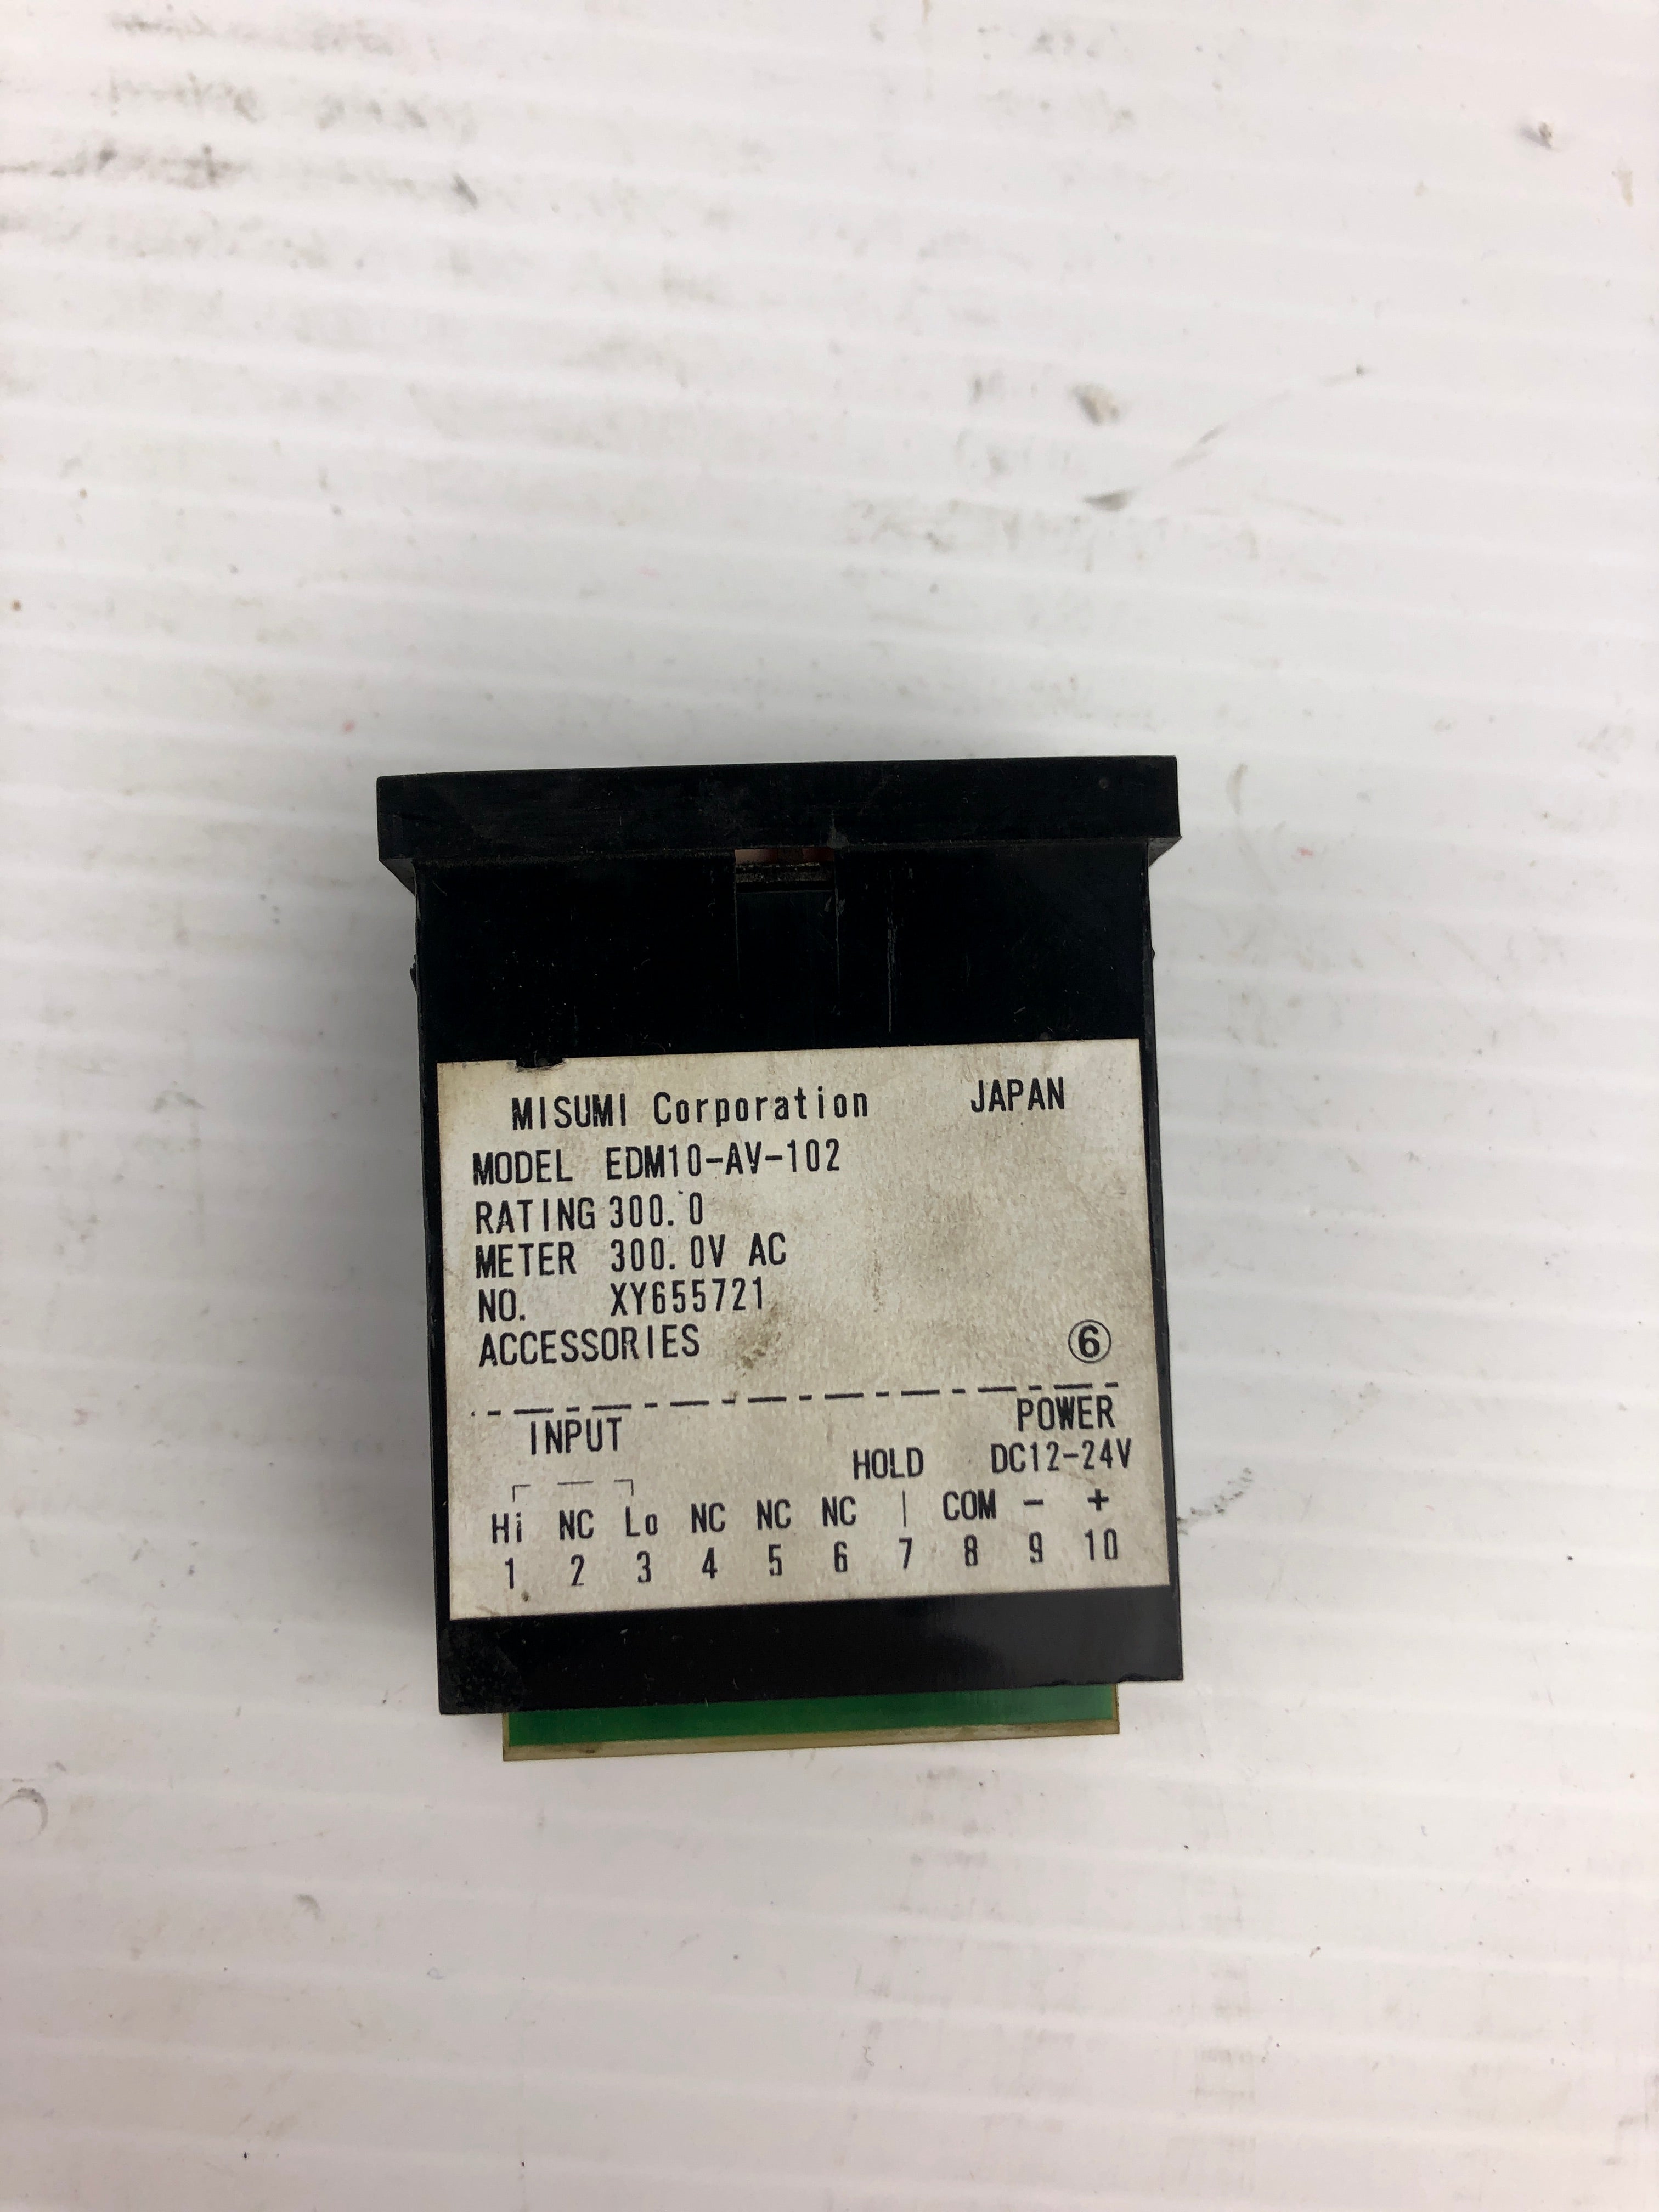 MISUMI Corporation JAPAN
MODEL EDM10-AV-102
RATING 300.0
METER 300.0V AC
NO. XY655721
ACCESSORIES ⑥
INPUT POWER
HOLD DC12-24V
Hi NC Lo NC NC NC | COM - +
1 2 3 4 5 6 7 8 9 10